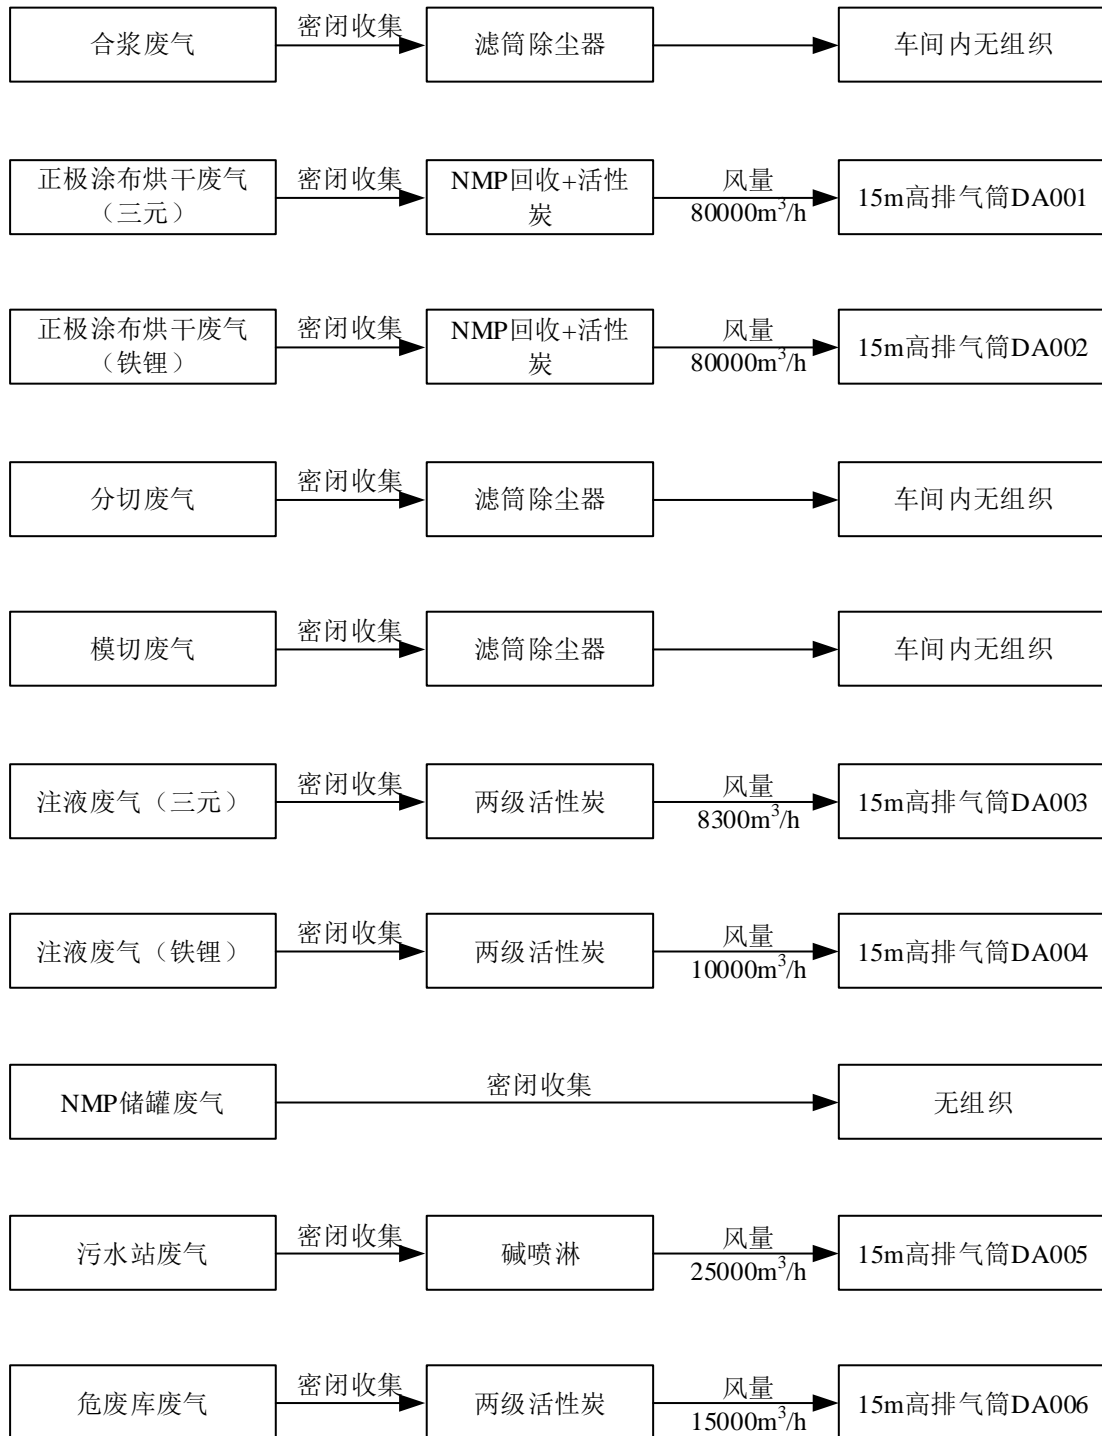 合浆废气
密闭收集
滤筒除尘器
车间内无组织
正极涂布烘干废气
（三元）
密闭收集
NMP回收+活性
炭
风量
80000m³/h
15m高排气筒DA001
正极涂布烘干废气
（铁锂）
密闭收集
NMP回收+活性
炭
风量
80000m³/h
15m高排气筒DA002
分切废气
密闭收集
滤筒除尘器
车间内无组织
模切废气
密闭收集
滤筒除尘器
车间内无组织
注液废气（三元）
密闭收集
两级活性炭
风量
8300m³/h
15m高排气筒DA003
注液废气（铁锂）
密闭收集
两级活性炭
风量
10000m³/h
15m高排气筒DA004
NMP储罐废气
密闭收集
无组织
污水站废气
密闭收集
碱喷淋
风量
25000m³/h
15m高排气筒DA005
危废库废气
密闭收集
两级活性炭
风量
15000m³/h
15m高排气筒DA006